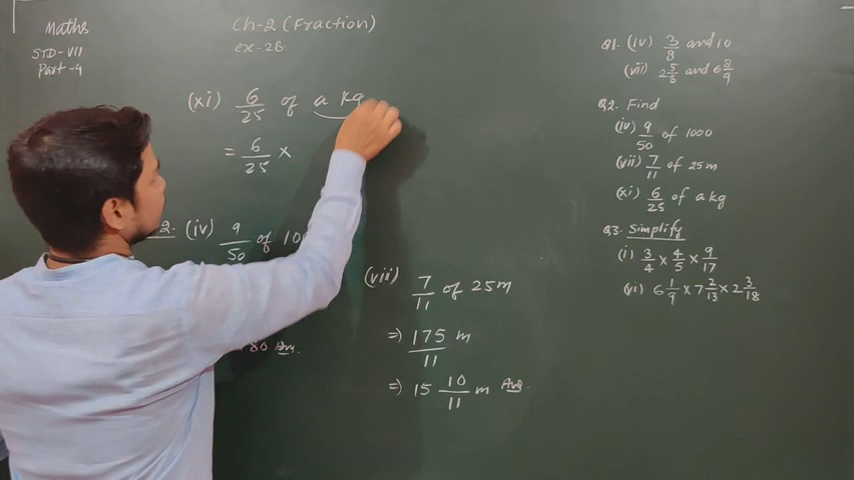 Maths
STD-VII
Part-4
Ch-2 (Fraction)
ex-2B
(xi) 6/25 of a kg
= 6/25 ×
2. (iv) 9/50 of 100
80 Ans.
(vii) 7/11 of 25 m
⇒ 175/11 m
⇒ 15 10/11 m Ans.
Q1. (iv) 3/8 and 10
(vii) 2 5/6 and 6 8/9
Q2. Find
(iv) 9/50 of 1000
(vii) 7/11 of 25 m
(xi) 6/25 of a kg
Q3. Simplify
(i) 3/4 × 4/5 × 9/17
(vi) 6 1/9 × 7 2/13 × 2 3/18